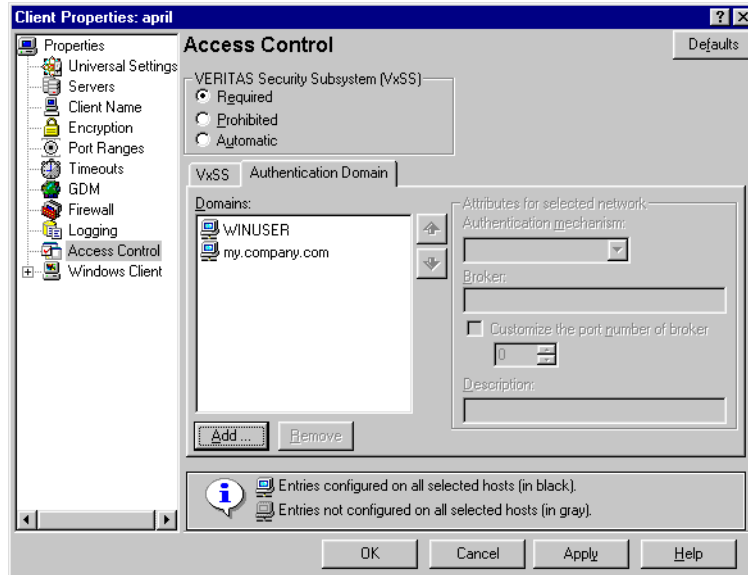 Client Properties: april
Properties
Universal Settings
Servers
Client Name
Encryption
Port Ranges
Timeouts
GDM
Firewall
Logging
Access Control
Windows Client
Access Control
Defaults
VERITAS Security Subsystem (VxSS)
Required
Prohibited
Automatic
VxSS
Authentication Domain
Domains:
WINUSER
my.company.com
Add ...
Remove
Attributes for selected network
Authentication mechanism:
Broker:
Customize the port number of broker
0
Description:
Entries configured on all selected hosts (in black).
Entries not configured on all selected hosts (in gray).
OK
Cancel
Apply
Help